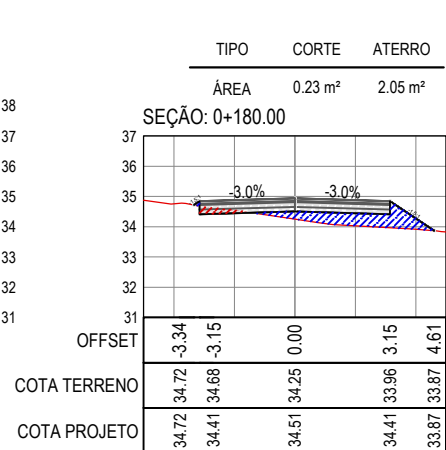 TIPO CORTE ATERRO
ÁREA 0.23 m² 2.05 m²
38
SEÇÃO: 0+180.00
37 37
36 36
35 35
-3.0% -3.0%
34 34
33 33
32 32
31 31
OFFSET -3.34 -3.15 0.00 3.15 4.61
COTA TERRENO 34.72 34.68 34.25 33.96 33.87
COTA PROJETO 34.72 34.41 34.51 34.41 33.87